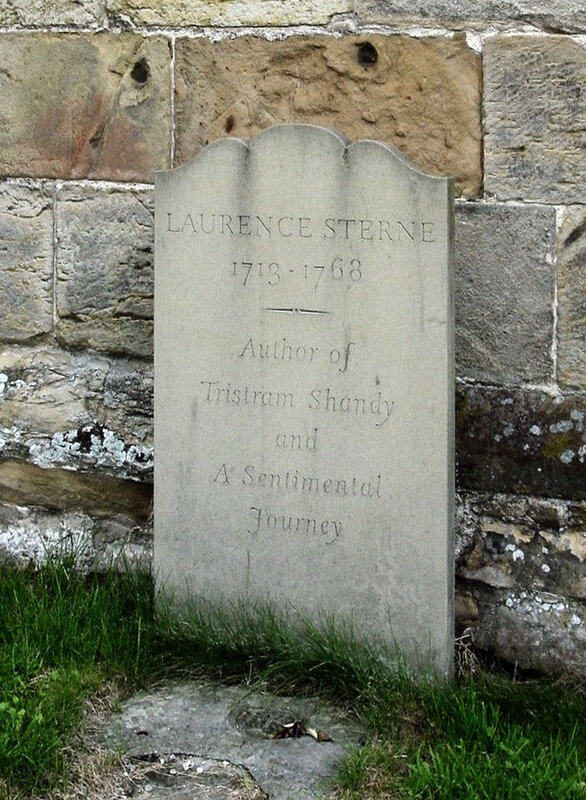 LAURENCE STERNE
1713-1768
Author of
Tristram Shandy
and
A Sentimental
Journey